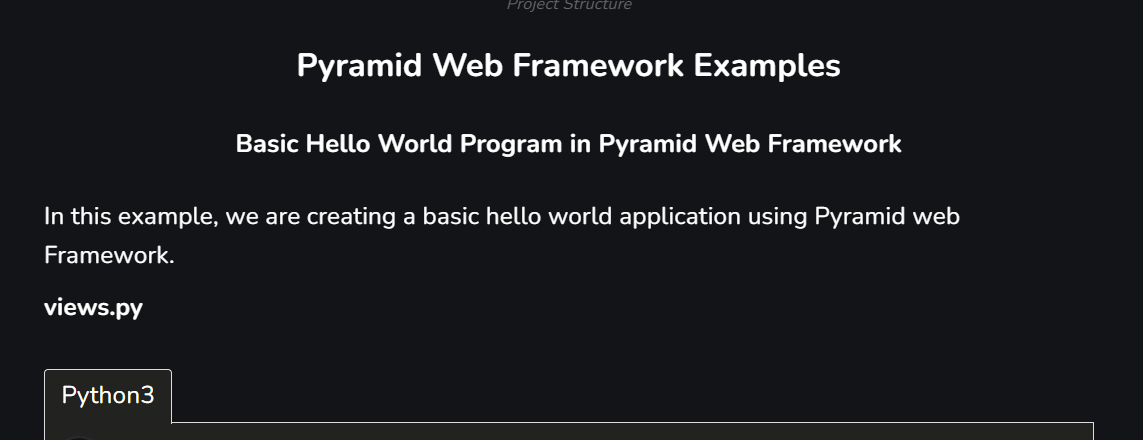 Project Structure
Pyramid Web Framework Examples
Basic Hello World Program in Pyramid Web Framework
In this example, we are creating a basic hello world application using Pyramid web
Framework.
views.py
Python3